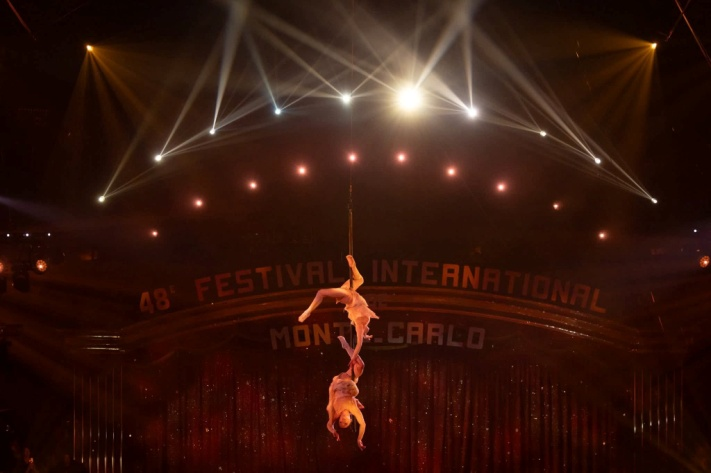 48ᵉ FESTIVAL INTERNATIONAL
MONTE-CARLO